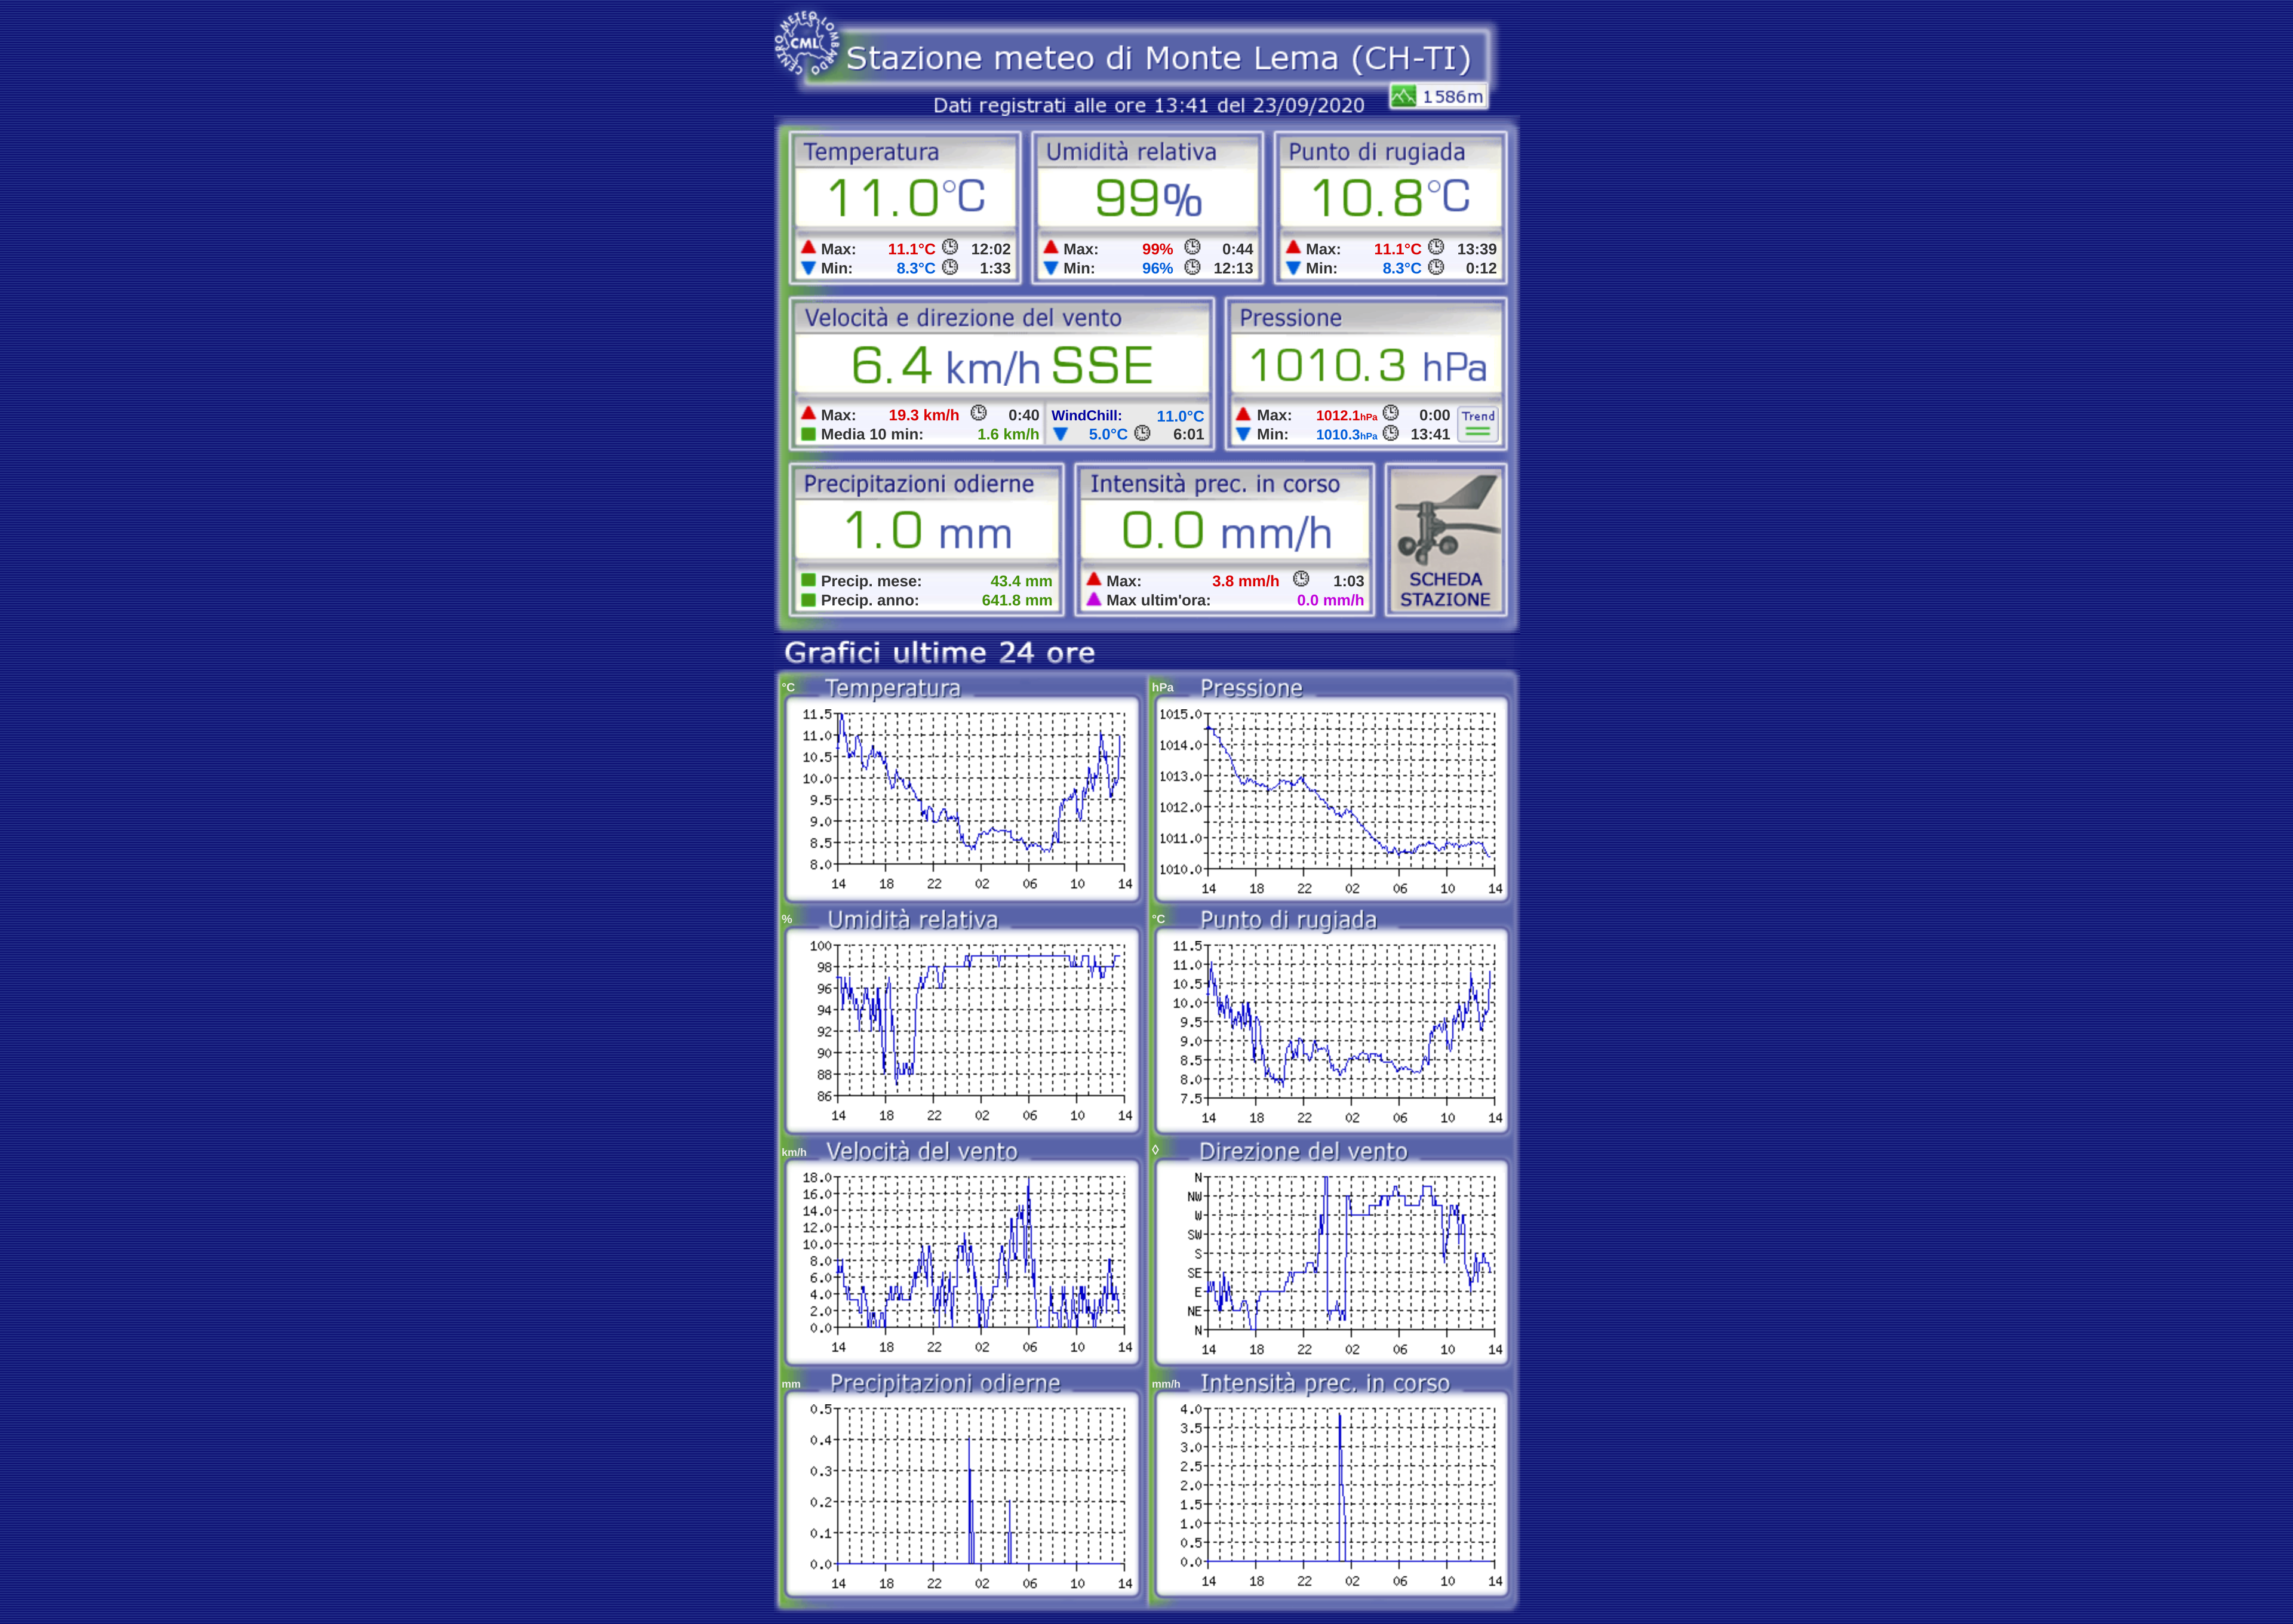 CENTRO METEO LOMBARDO
CML
Stazione meteo di Monte Lema (CH-TI)
1586m
Dati registrati alle ore 13:41 del 23/09/2020
Temperatura
11.0°C
Max: 11.1°C 12:02
Min: 8.3°C 1:33
Umidità relativa
99%
Max: 99% 0:44
Min: 96% 12:13
Punto di rugiada
10.8°C
Max: 11.1°C 13:39
Min: 8.3°C 0:12
Velocità e direzione del vento
6.4 km/h SSE
Max: 19.3 km/h 0:40
Media 10 min: 1.6 km/h
WindChill: 11.0°C
5.0°C 6:01
Pressione
1010.3 hPa
Max: 1012.1hPa 0:00
Min: 1010.3hPa 13:41
Trend
Precipitazioni odierne
1.0 mm
Precip. mese: 43.4 mm
Precip. anno: 641.8 mm
Intensità prec. in corso
0.0 mm/h
Max: 3.8 mm/h 1:03
Max ultim'ora: 0.0 mm/h
SCHEDA
STAZIONE
Grafici ultime 24 ore
°C Temperatura
11.5
11.0
10.5
10.0
9.5
9.0
8.5
8.0
14 18 22 02 06 10 14
hPa Pressione
1015.0
1014.0
1013.0
1012.0
1011.0
1010.0
14 18 22 02 06 10 14
% Umidità relativa
100
98
96
94
92
90
88
86
14 18 22 02 06 10 14
°C Punto di rugiada
11.5
11.0
10.5
10.0
9.5
9.0
8.5
8.0
7.5
14 18 22 02 06 10 14
km/h Velocità del vento
18.0
16.0
14.0
12.0
10.0
8.0
6.0
4.0
2.0
0.0
14 18 22 02 06 10 14
◊ Direzione del vento
N
NW
W
SW
S
SE
E
NE
N
14 18 22 02 06 10 14
mm Precipitazioni odierne
0.5
0.4
0.3
0.2
0.1
0.0
14 18 22 02 06 10 14
mm/h Intensità prec. in corso
4.0
3.5
3.0
2.5
2.0
1.5
1.0
0.5
0.0
14 18 22 02 06 10 14